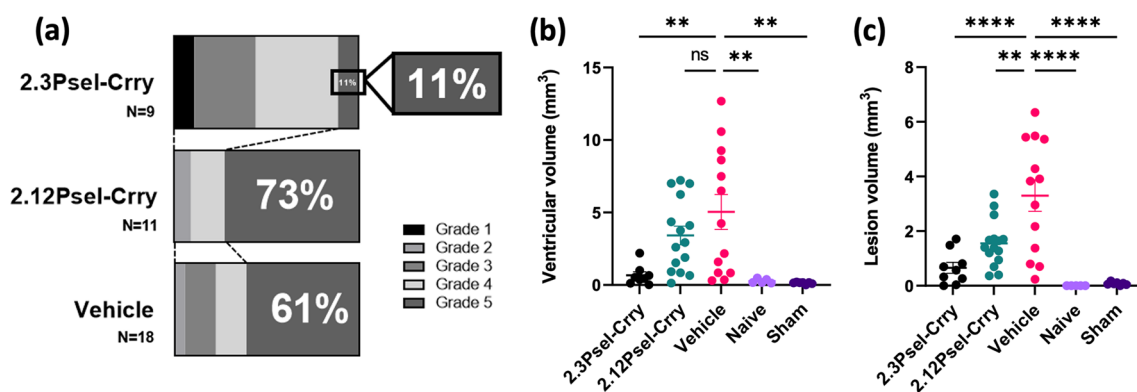 (a)
2.3Psel-Crry
N=9
11%
11%
2.12Psel-Crry
N=11
73%
Vehicle
N=18
61%
Grade 1
Grade 2
Grade 3
Grade 4
Grade 5
(b)
** **
ns **
Ventricular volume (mm³)
15
10
5
0
2.3Psel-Crry
2.12Psel-Crry
Vehicle
Naive
Sham
(c)
**** ****
** ****
Lesion volume (mm³)
8
6
4
2
0
2.3Psel-Crry
2.12Psel-Crry
Vehicle
Naive
Sham